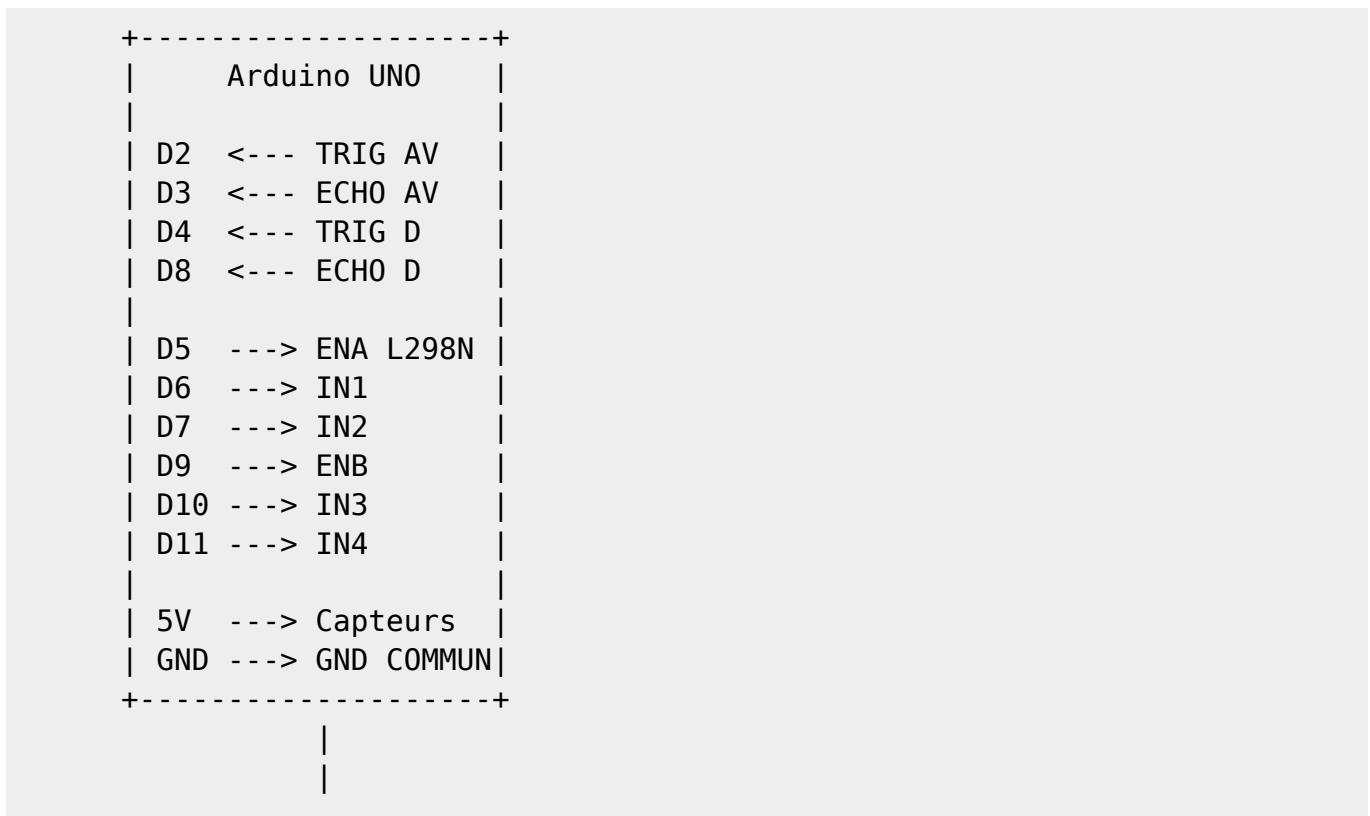 +--------------------+
|     Arduino UNO    |
|                    |
| D2  <--- TRIG AV   |
| D3  <--- ECHO AV   |
| D4  <--- TRIG D    |
| D8  <--- ECHO D    |
|                    |
| D5  ---> ENA L298N |
| D6  ---> IN1       |
| D7  ---> IN2       |
| D9  ---> ENB       |
| D10 ---> IN3       |
| D11 ---> IN4       |
|                    |
| 5V  ---> Capteurs  |
| GND ---> GND COMMUN|
+--------------------+
           |
           |